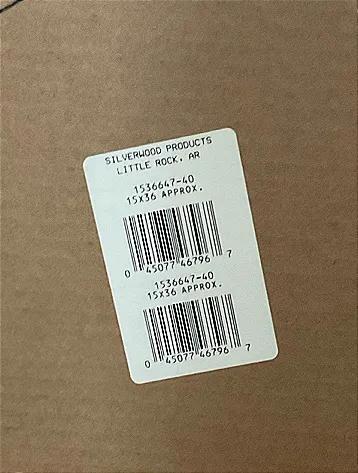 SILVERWOOD PRODUCTS
LITTLE ROCK, AR
1536647-40
15X36 APPROX.
0 45077 46796 7
1536647-40
15X36 APPROX.
0 45077 46796 7